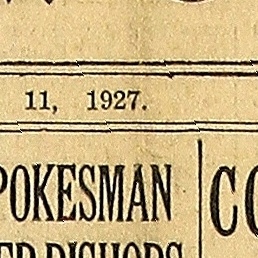 11, 1927.
POKESMAN
CO